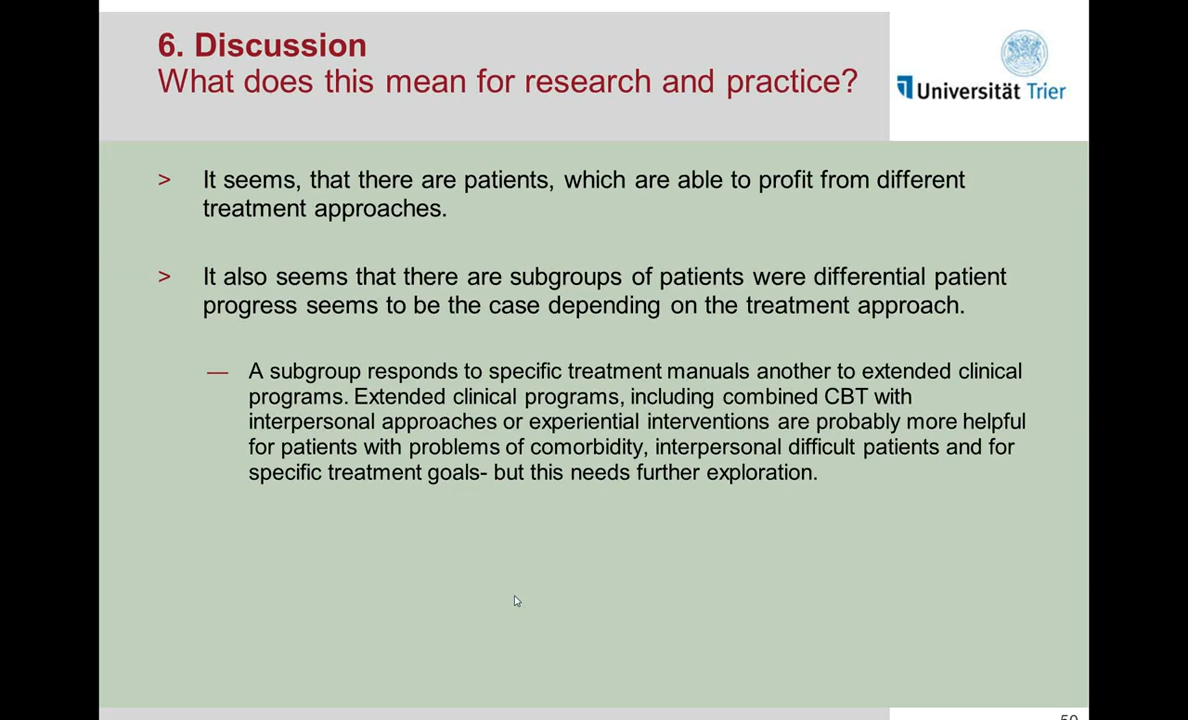 6. Discussion
What does this mean for research and practice?
Universität Trier
> It seems, that there are patients, which are able to profit from different
treatment approaches.
> It also seems that there are subgroups of patients were differential patient
progress seems to be the case depending on the treatment approach.
— A subgroup responds to specific treatment manuals another to extended clinical
programs. Extended clinical programs, including combined CBT with
interpersonal approaches or experiential interventions are probably more helpful
for patients with problems of comorbidity, interpersonal difficult patients and for
specific treatment goals- but this needs further exploration.